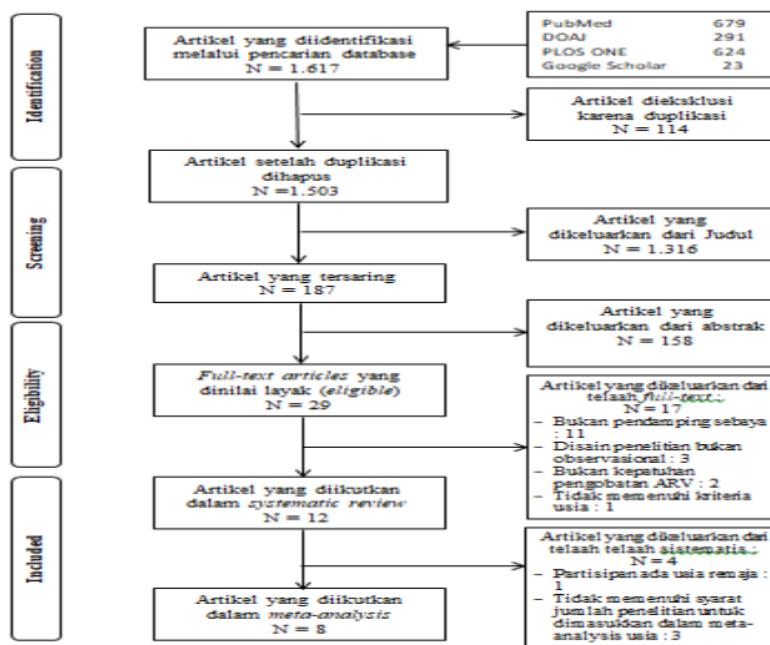 Identification
Artikel yang diidentifikasi
melalui pencarian database
N = 1.617
PubMed 679
DOAJ 291
PLOS ONE 624
Google Scholar 23
Artikel dieksklusi
karena duplikasi
N = 114
Artikel setelah duplikasi
dihapus
N =1.503
Screening
Artikel yang
dikeluarkan dari Judul
N = 1.316
Artikel yang tersaring
N = 187
Artikel yang
dikeluarkan dari abstrak
N = 158
Eligibility
Full-text articles yang
dinilai layak (eligible)
N = 29
Artikel yang dikeluarkan dari
telaah full-text :
N = 17
– Bukan pendamping sebaya
: 11
– Disain penelitian bukan
observasional : 3
– Bukan kepatuhan
pengobatan ARV : 2
– Tidak memenuhi kriteria
usia : 1
Included
Artikel yang diikutkan
dalam systematic review
N = 12
Artikel yang dikeluarkan dari
telaah telaah sistematis :
N = 4
– Partisipan ada usia remaja :
1
– Tidak memenuhi syarat
jumlah penelitian untuk
dimasukkan dalam meta-
analysis usia : 3
Artikel yang diikutkan
dalam meta-analysis
N = 8